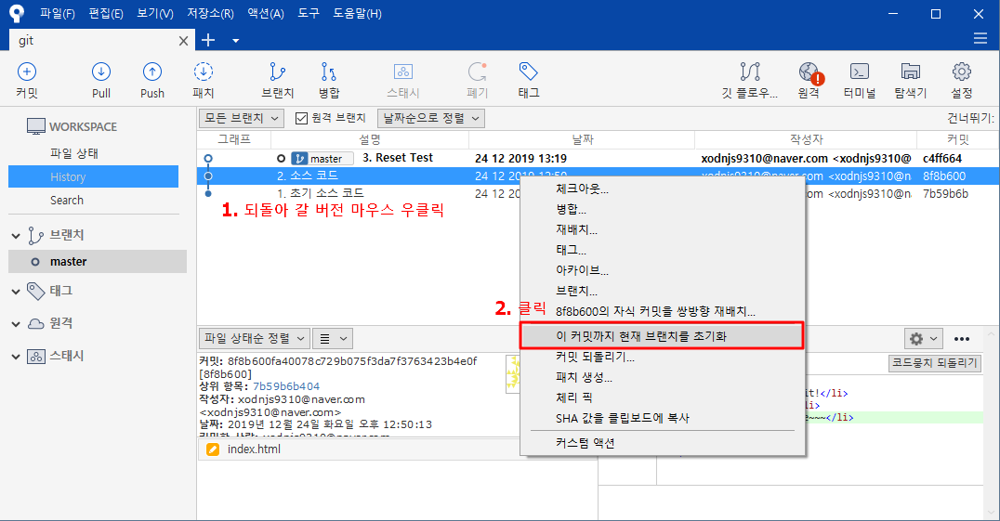 파일(F) 편집(E) 보기(V) 저장소(R) 액션(A) 도구 도움말(H)
git
커밋 Pull Push 패치 브랜치 병합 스태시 폐기 태그 깃 플로우... 원격 터미널 탐색기 설정
WORKSPACE
파일 상태
History
Search
브랜치
master
태그
원격
스태시
모든 브랜치 원격 브랜치 날짜순으로 정렬 건너뛰기:
그래프 설명 날짜 작성자 커밋
master 3. Reset Test 24 12 2019 13:19 xodnjs9310@naver.com <xodnjs9310@ c4ff664
2. 소스 코드 24 12 2019 12:50 xodnjs9310@naver.com <xodnjs9310@n 8f8b600
1. 초기 소스 코드 24 12 2 .com <xodnjs9310@n 7b59b6b
1. 되돌아 갈 버전 마우스 우클릭
체크아웃...
병합...
재배치...
태그...
아카이브...
브랜치...
8f8b600의 자식 커밋을 쌍방향 재배치...
2. 클릭
이 커밋까지 현재 브랜치를 초기화
커밋 되돌리기...
패치 생성...
체리 픽
SHA 값을 클립보드에 복사
커스텀 액션
파일 상태순 정렬
커밋: 8f8b600fa40078c729b075f3da7f3763423b4e0f
[8f8b600]
상위 항목: 7b59b6b404
작성자: xodnjs9310@naver.com
<xodnjs9310@naver.com>
날짜: 2019년 12월 24일 화요일 오후 12:50:13
커밋한 사람: xodnjs9310@naver.com
index.html
코드뭉치 되돌리기
it!</li>
li>
e~~~</li>